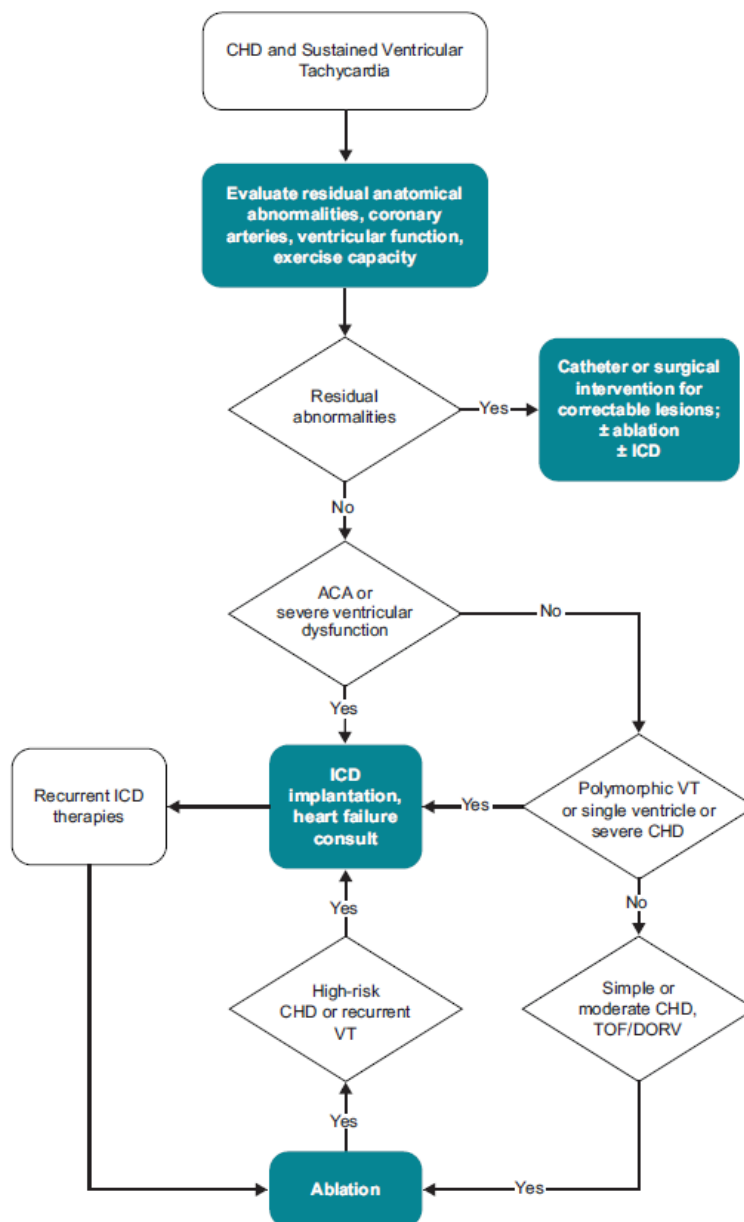 CHD and Sustained Ventricular
Tachycardia
Evaluate residual anatomical
abnormalities, coronary
arteries, ventricular function,
exercise capacity
Residual
abnormalities
Yes
Catheter or surgical
intervention for
correctable lesions;
± ablation
± ICD
No
ACA or
severe ventricular
dysfunction
No
Yes
Recurrent ICD
therapies
ICD
implantation,
heart failure
consult
Yes
Polymorphic VT
or single ventricle or
severe CHD
Yes
No
High-risk
CHD or recurrent
VT
Simple or
moderate CHD,
TOF/DORV
Yes
Ablation
Yes